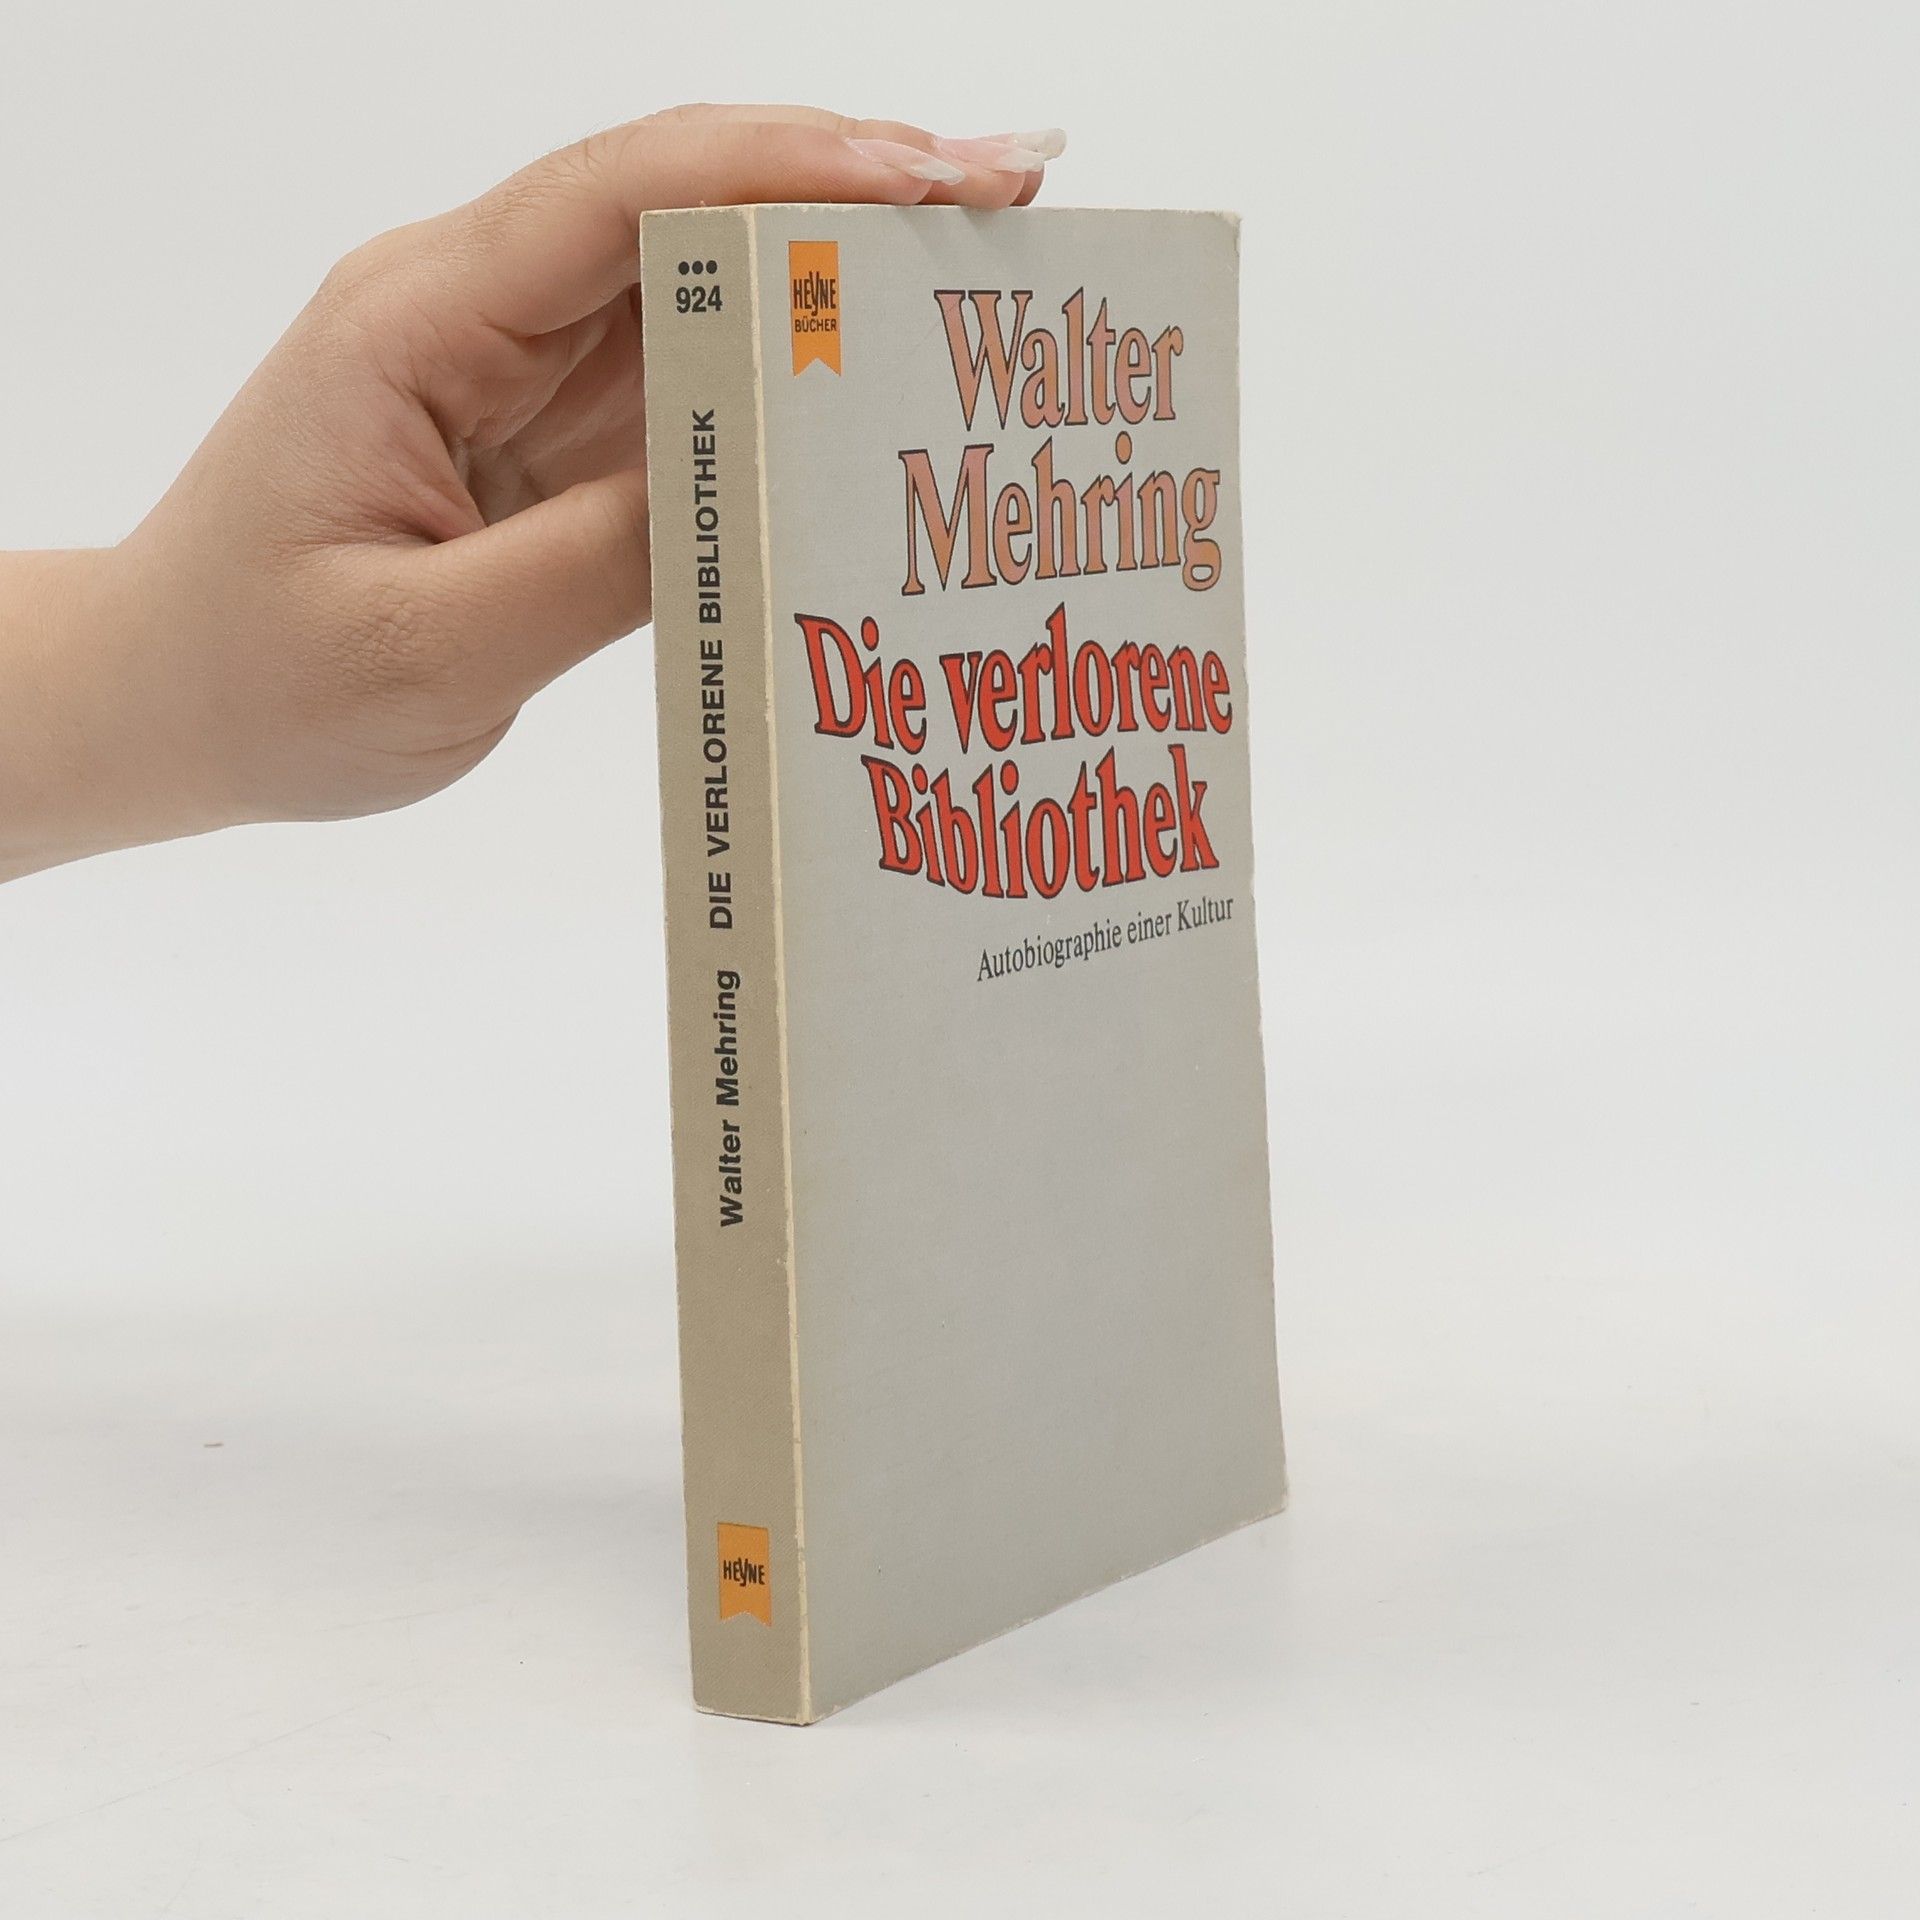 ●●●
924
Walter Mehring DIE VERLORENE BIBLIOTHEK
HEYNE
HEYNE
BÜCHER
Walter
Mehring
Die verlorene
Bibliothek
Autobiographie einer Kultur